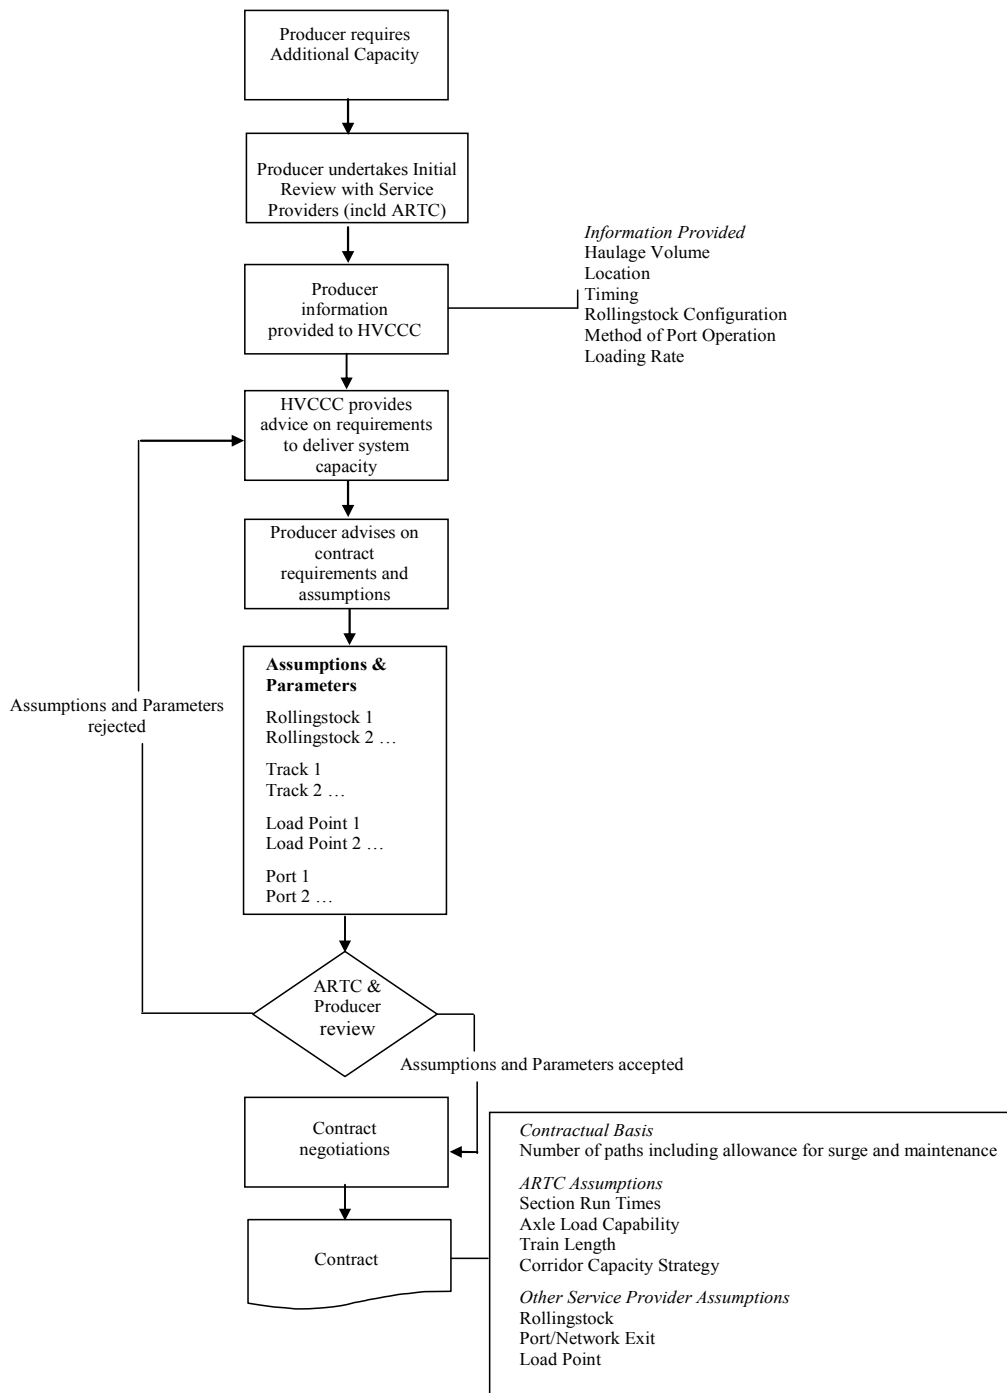 Producer requires
Additional Capacity
Producer undertakes Initial
Review with Service
Providers (incld ARTC)
Producer
information
provided to HVCCC
Information Provided
Haulage Volume
Location
Timing
Rollingstock Configuration
Method of Port Operation
Loading Rate
HVCCC provides
advice on requirements
to deliver system
capacity
Producer advises on
contract
requirements and
assumptions
Assumptions &
Parameters
Rollingstock 1
Rollingstock 2 …
Track 1
Track 2 …
Load Point 1
Load Point 2 …
Port 1
Port 2 …
Assumptions and Parameters
rejected
ARTC &
Producer
review
Assumptions and Parameters accepted
Contract
negotiations
Contract
Contractual Basis
Number of paths including allowance for surge and maintenance
ARTC Assumptions
Section Run Times
Axle Load Capability
Train Length
Corridor Capacity Strategy
Other Service Provider Assumptions
Rollingstock
Port/Network Exit
Load Point